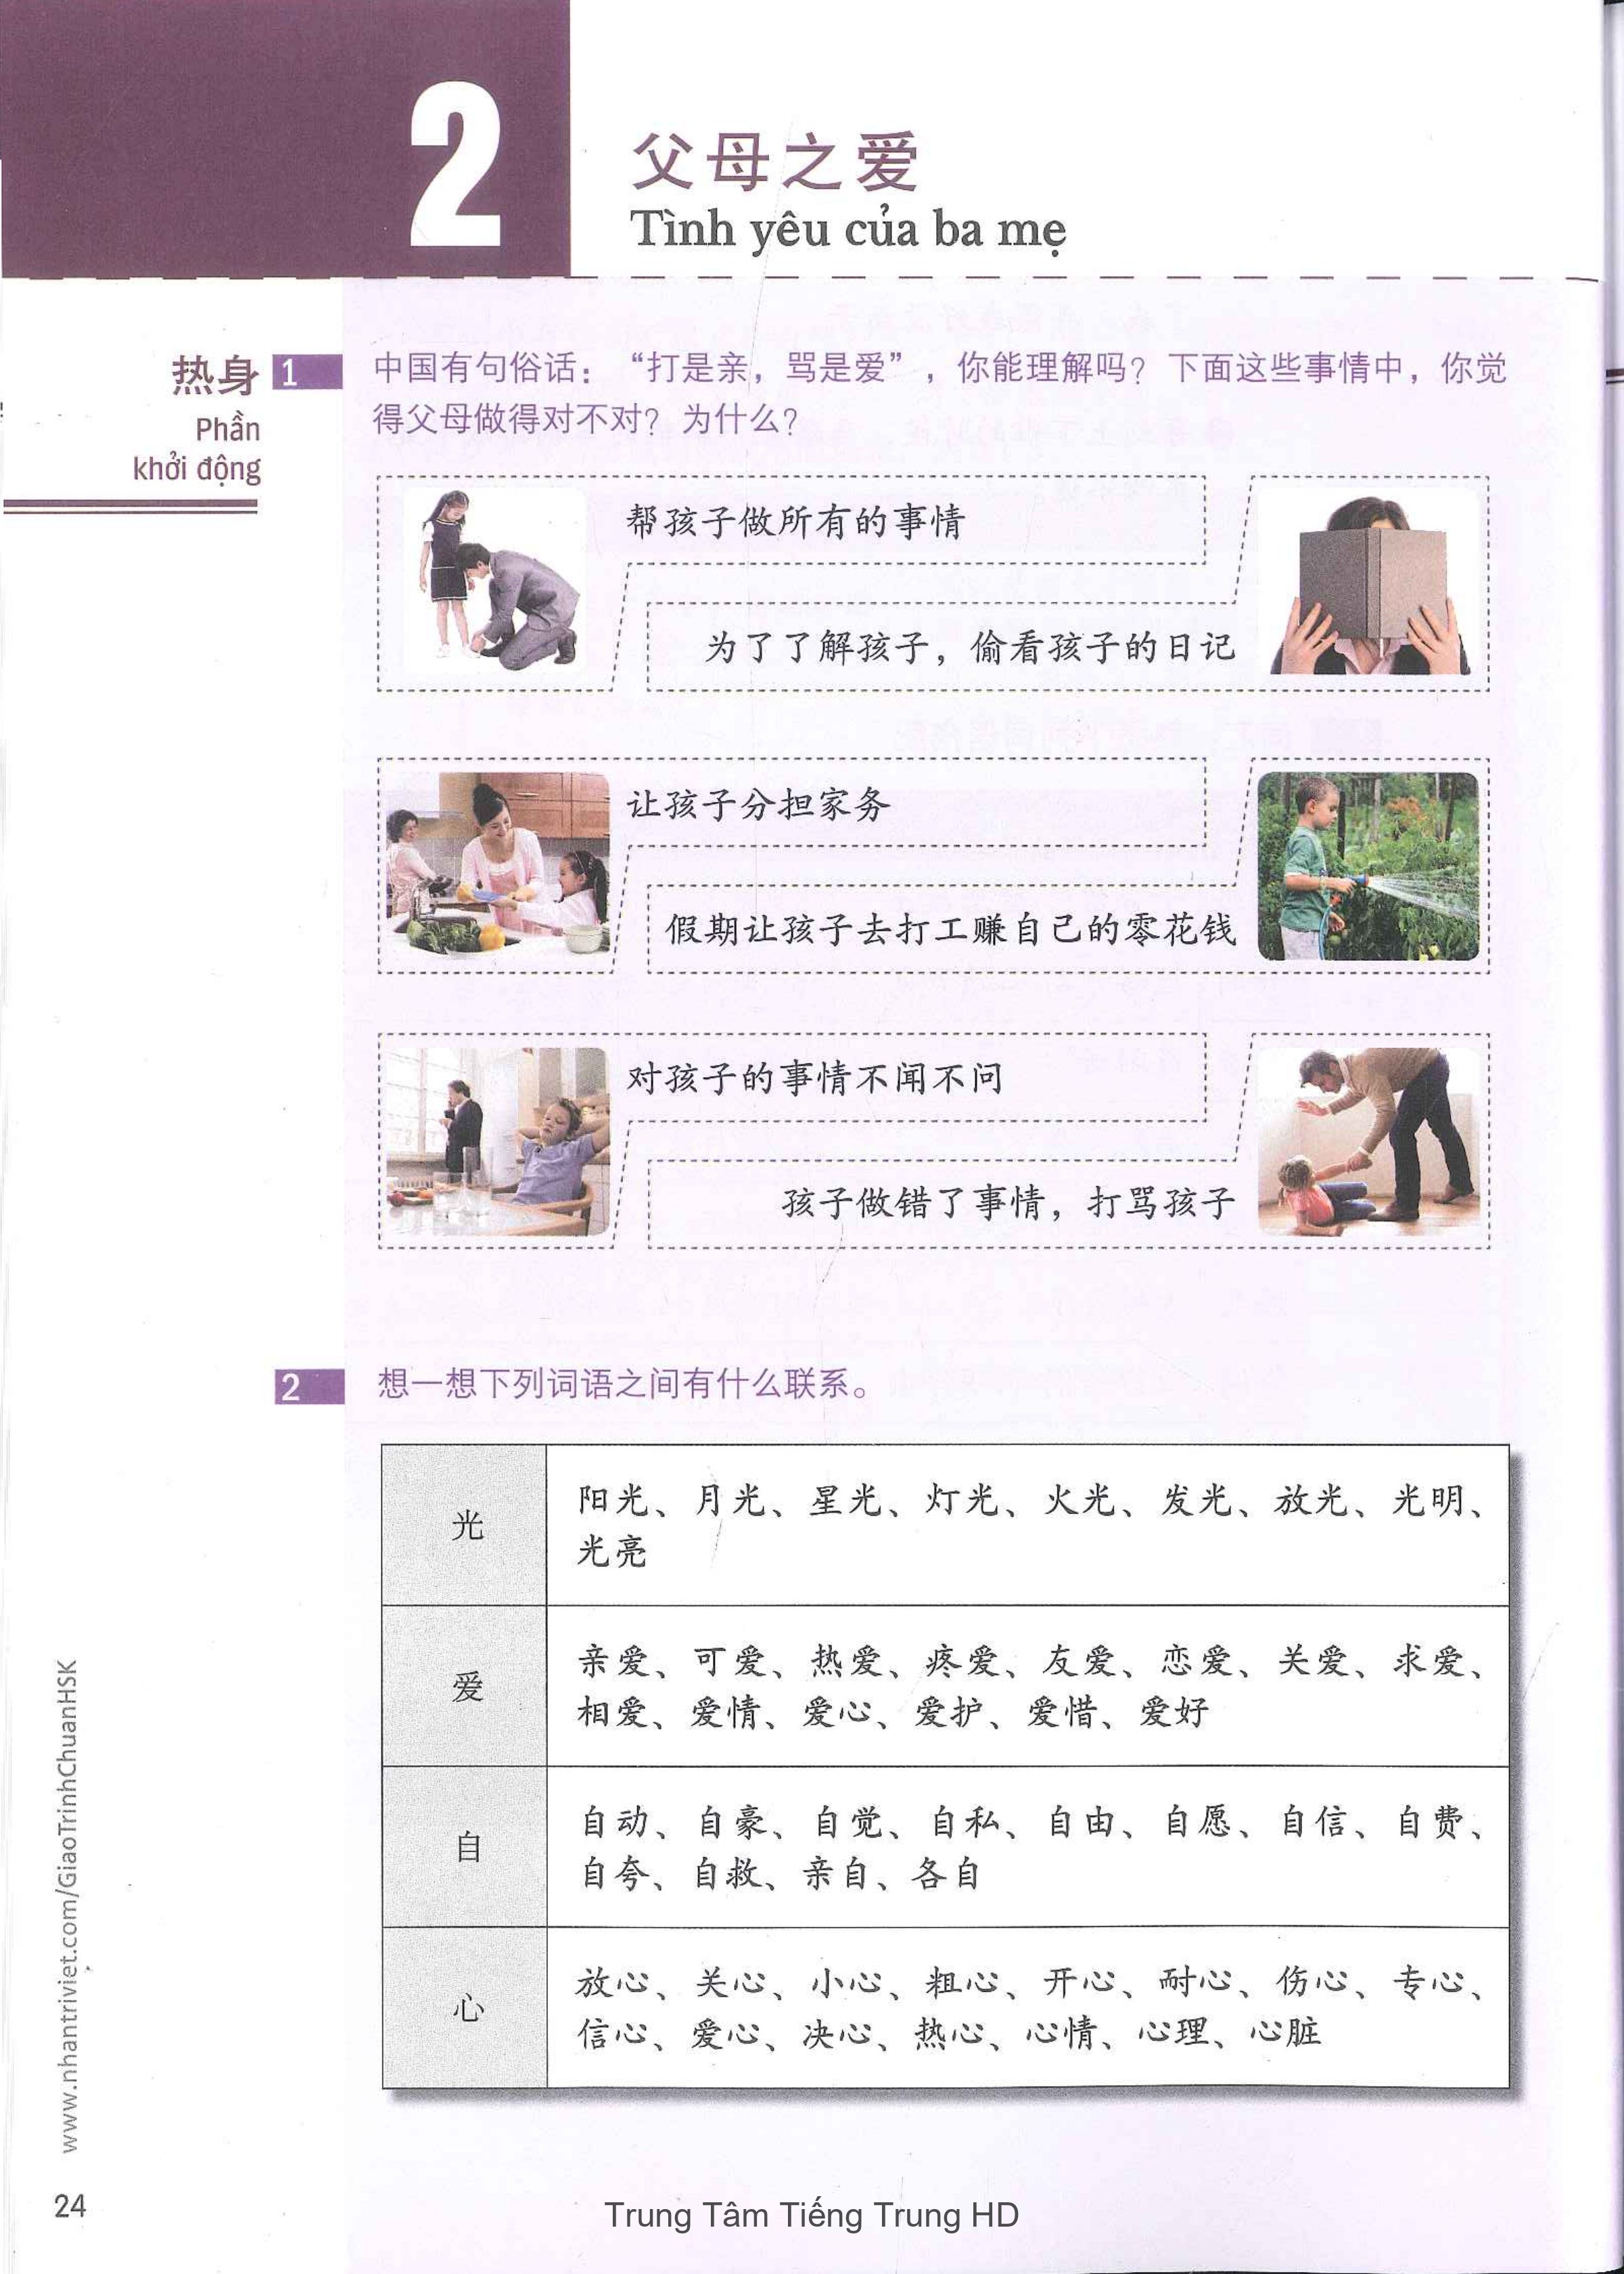 2
父母之爱
Tình yêu của ba mẹ
热身
Phần
khởi động
1
中国有句俗话：“打是亲，骂是爱”，你能理解吗？下面这些事情中，你觉
得父母做得对不对？为什么？
帮孩子做所有的事情
为了了解孩子，偷看孩子的日记
让孩子分担家务
假期让孩子去打工赚自己的零花钱
对孩子的事情不闻不问
孩子做错了事情，打骂孩子
2
想一想下列词语之间有什么联系。
光
阳光、月光、星光、灯光、火光、发光、放光、光明、
光亮
爱
亲爱、可爱、热爱、疼爱、友爱、恋爱、关爱、求爱、
相爱、爱情、爱心、爱护、爱惜、爱好
自
自动、自豪、自觉、自私、自由、自愿、自信、自费、
自夸、自救、亲自、各自
心
放心、关心、小心、粗心、开心、耐心、伤心、专心、
信心、爱心、决心、热心、心情、心理、心脏
www.nhantriviet.com/GiaoTrinhChuanHSK
24
Trung Tâm Tiếng Trung HD